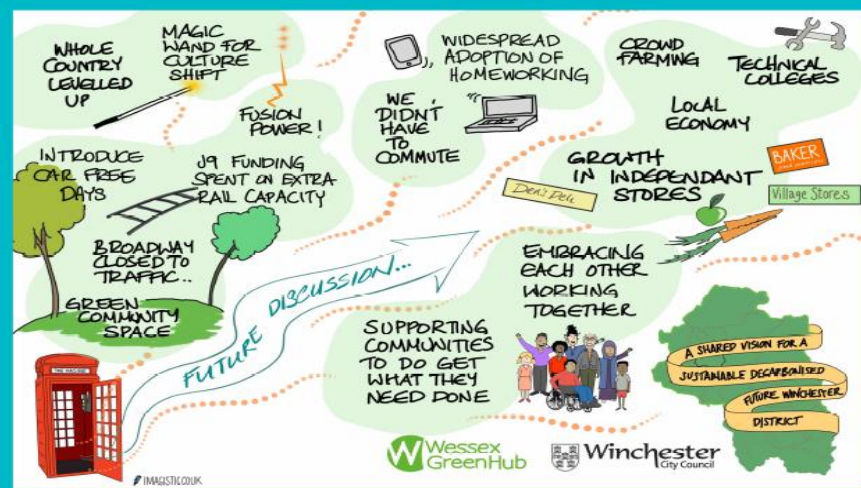 WHOLE
COUNTRY
LEVELLED
UP
MAGIC
WAND FOR
CULTURE
SHIFT
FUSION
POWER!
WIDESPREAD
ADOPTION OF
HOMEWORKING
WE
DIDN'T
HAVE
TO
COMMUTE
CROWD
FARMING
TECHNICAL
COLLEGES
LOCAL
ECONOMY
GROWTH
IN INDEPENDANT
STORES
BAKER
Den's Deli
Village Stores
INTRODUCE
CAR FREE
DAYS
J9 FUNDING
SPENT ON EXTRA
RAIL CAPACITY
BROADWAY
CLOSED TO
TRAFFIC..
GREEN
COMMUNITY
SPACE
FUTURE DISCUSSION...
EMBRACING
EACH OTHER
WORKING
TOGETHER
SUPPORTING
COMMUNITIES
TO DO GET
WHAT THEY
NEED DONE
A SHARED VISION FOR A
SUSTAINABLE DECARBONISED
FUTURE WINCHESTER
DISTRICT
Wessex
GreenHub
Winchester
City Council
IMAGISTIC.CO.UK